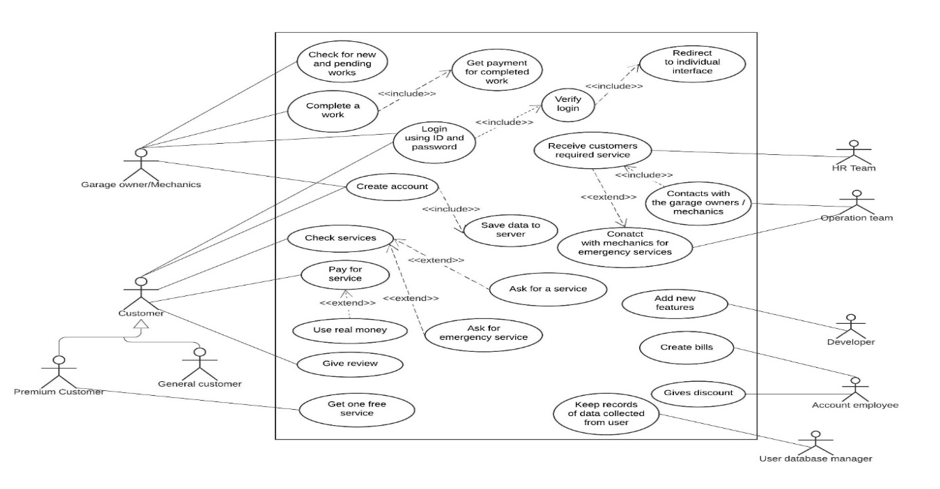 Check for new
and pending
works
Get payment
for completed
work
Redirect
to individual
interface
<<include>>
<<include>>
Complete a
work
Verify
login
<<include>>
Login
using ID and
password
Receive customers
required service
HR Team
Garage owner/Mechanics
Create account
<<include>>
<<extend>>
Contacts with
the garage owners /
mechanics
Operation team
<<include>>
Save data to
server
Check services
Conatct
with mechanics for
emergency services
<<extend>>
Pay for
service
Ask for a service
<<extend>>
<<extend>>
Customer
Add new
features
Use real money
Ask for
emergency service
Developer
Create bills
Give review
General customer
Premium Customer
Gives discount
Account employee
Get one free
service
Keep records
of data collected
from user
User database manager